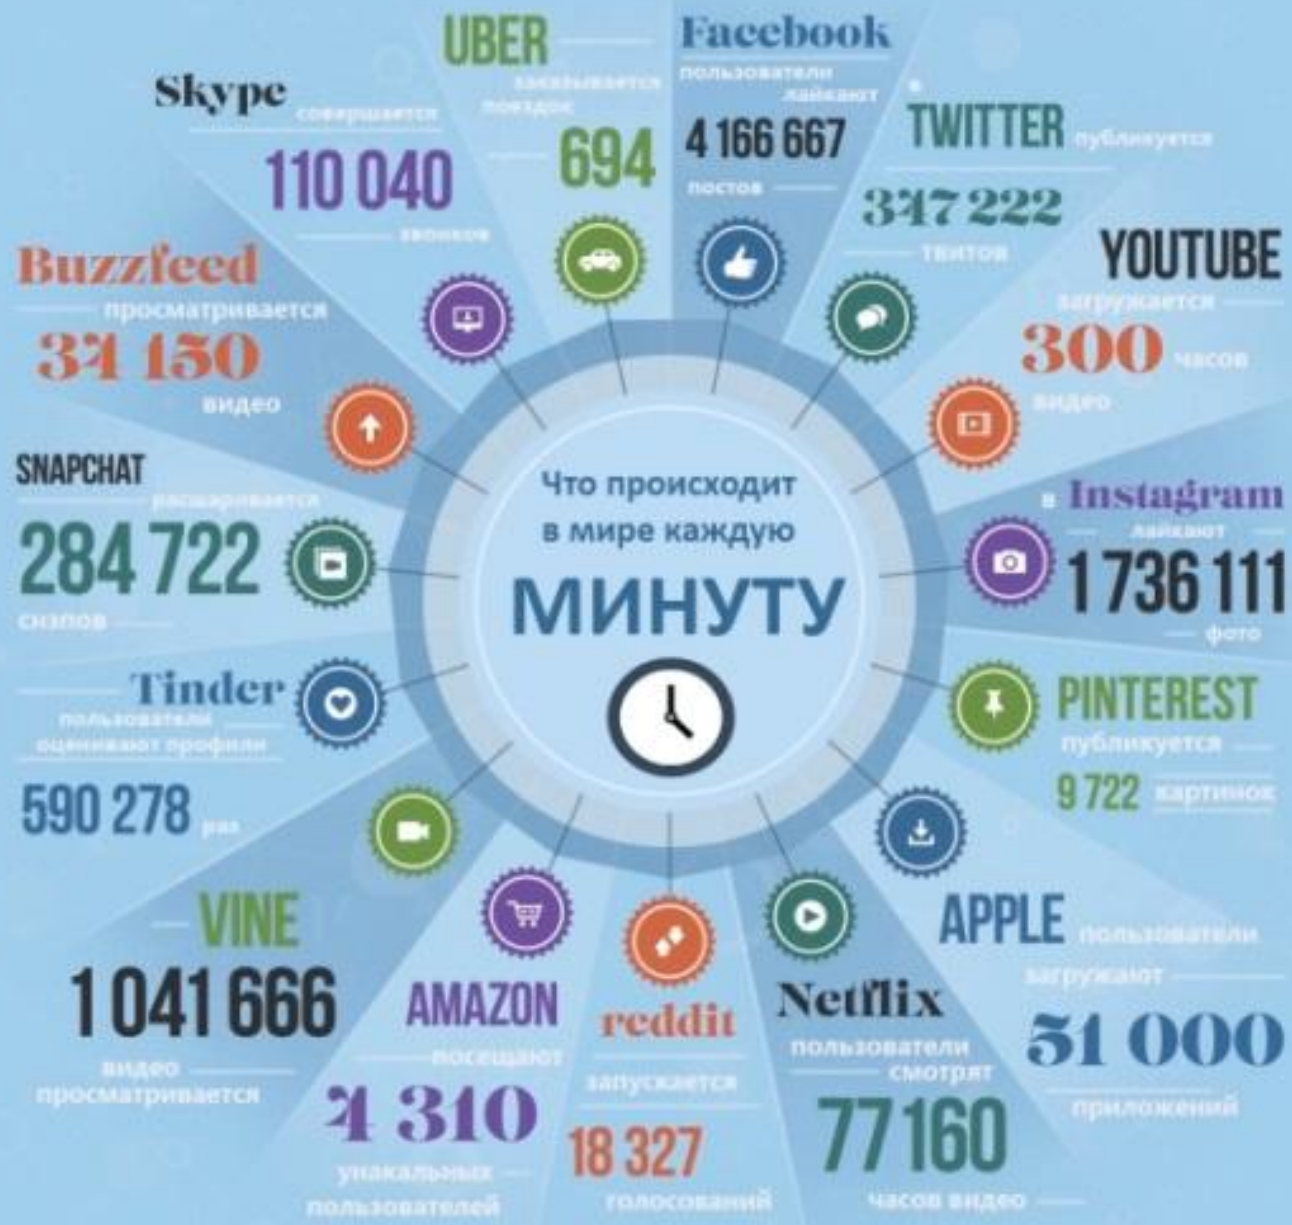 Что происходит
в мире каждую
МИНУТУ
Facebook
пользователи
лайкают
4 166 667
постов
в
TWITTER публикуется
347 222
твитов
YOUTUBE
загружается
300 часов
видео
в Instagram
лайкают
1 736 111
фото
PINTEREST
публикуется
9 722 картинок
APPLE пользователи
загружают
51 000
приложений
Netflix
пользователи
смотрят
77 160
часов видео
reddit
запускается
18 327
голосований
AMAZON
посещают
4 310
унакальных
пользователей
VINE
1 041 666
видео
просматривается
Tinder
пользователи
оценивают профили
590 278 раз
SNAPCHAT
расшаривается
284 722
снэпов
Buzzfeed
просматривается
34 150
видео
Skype
совершается
110 040
звонков
UBER
заказывается
поездок
694